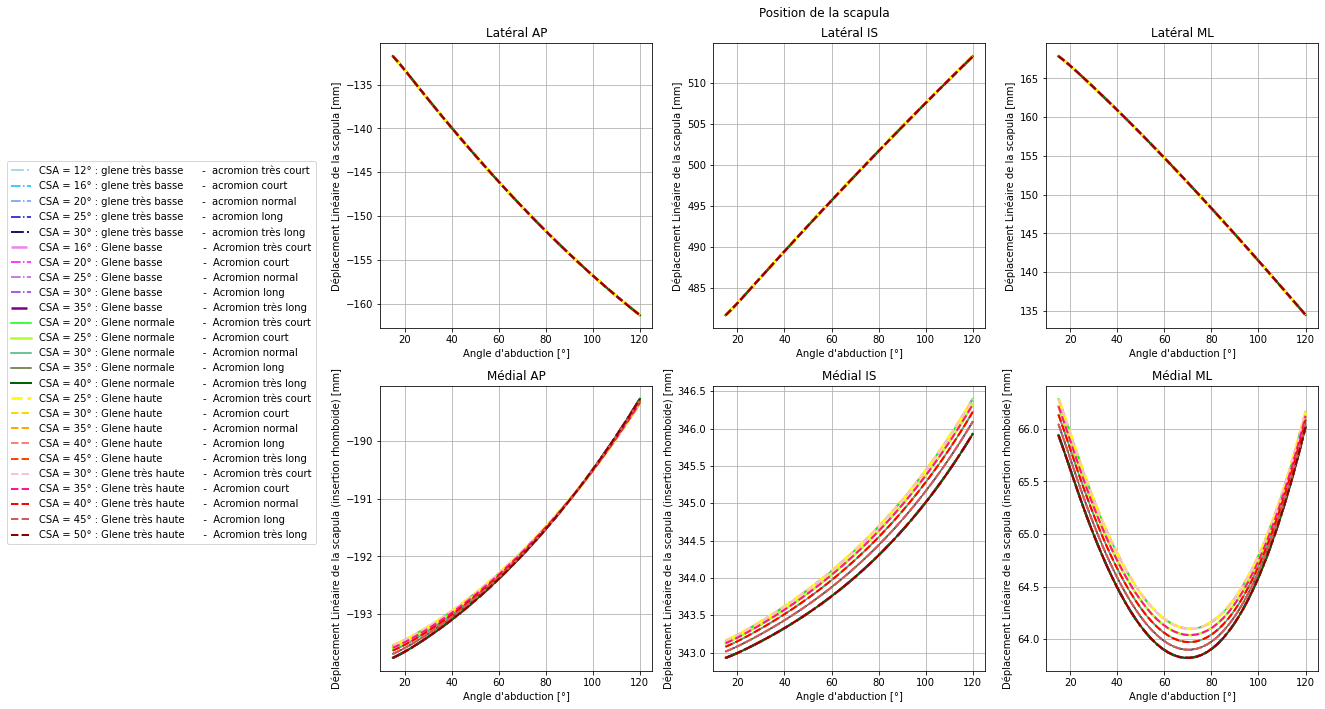 Position de la scapula
Latéral AP
Latéral IS
Latéral ML
Déplacement Linéaire de la scapula [mm]
−135
−140
−145
−150
−155
−160
20 40 60 80 100 120
Angle d'abduction [°]
Déplacement Linéaire de la scapula [mm]
510
505
500
495
490
485
20 40 60 80 100 120
Angle d'abduction [°]
Déplacement Linéaire de la scapula [mm]
165
160
155
150
145
140
135
20 40 60 80 100 120
Angle d'abduction [°]
CSA = 12° : glene très basse - acromion très court
CSA = 16° : glene très basse - acromion court
CSA = 20° : glene très basse - acromion normal
CSA = 25° : glene très basse - acromion long
CSA = 30° : glene très basse - acromion très long
CSA = 16° : Glene basse - Acromion très court
CSA = 20° : Glene basse - Acromion court
CSA = 25° : Glene basse - Acromion normal
CSA = 30° : Glene basse - Acromion long
CSA = 35° : Glene basse - Acromion très long
CSA = 20° : Glene normale - Acromion très court
CSA = 25° : Glene normale - Acromion court
CSA = 30° : Glene normale - Acromion normal
CSA = 35° : Glene normale - Acromion long
CSA = 40° : Glene normale - Acromion très long
CSA = 25° : Glene haute - Acromion très court
CSA = 30° : Glene haute - Acromion court
CSA = 35° : Glene haute - Acromion normal
CSA = 40° : Glene haute - Acromion long
CSA = 45° : Glene haute - Acromion très long
CSA = 30° : Glene très haute - Acromion très court
CSA = 35° : Glene très haute - Acromion court
CSA = 40° : Glene très haute - Acromion normal
CSA = 45° : Glene très haute - Acromion long
CSA = 50° : Glene très haute - Acromion très long
Médial AP
Médial IS
Médial ML
Déplacement Linéaire de la scapula (insertion rhomboide) [mm]
−190
−191
−192
−193
20 40 60 80 100 120
Angle d'abduction [°]
Déplacement Linéaire de la scapula (insertion rhomboide) [mm]
346.5
346.0
345.5
345.0
344.5
344.0
343.5
343.0
20 40 60 80 100 120
Angle d'abduction [°]
Déplacement Linéaire de la scapula (insertion rhomboide) [mm]
66.0
65.5
65.0
64.5
64.0
20 40 60 80 100 120
Angle d'abduction [°]